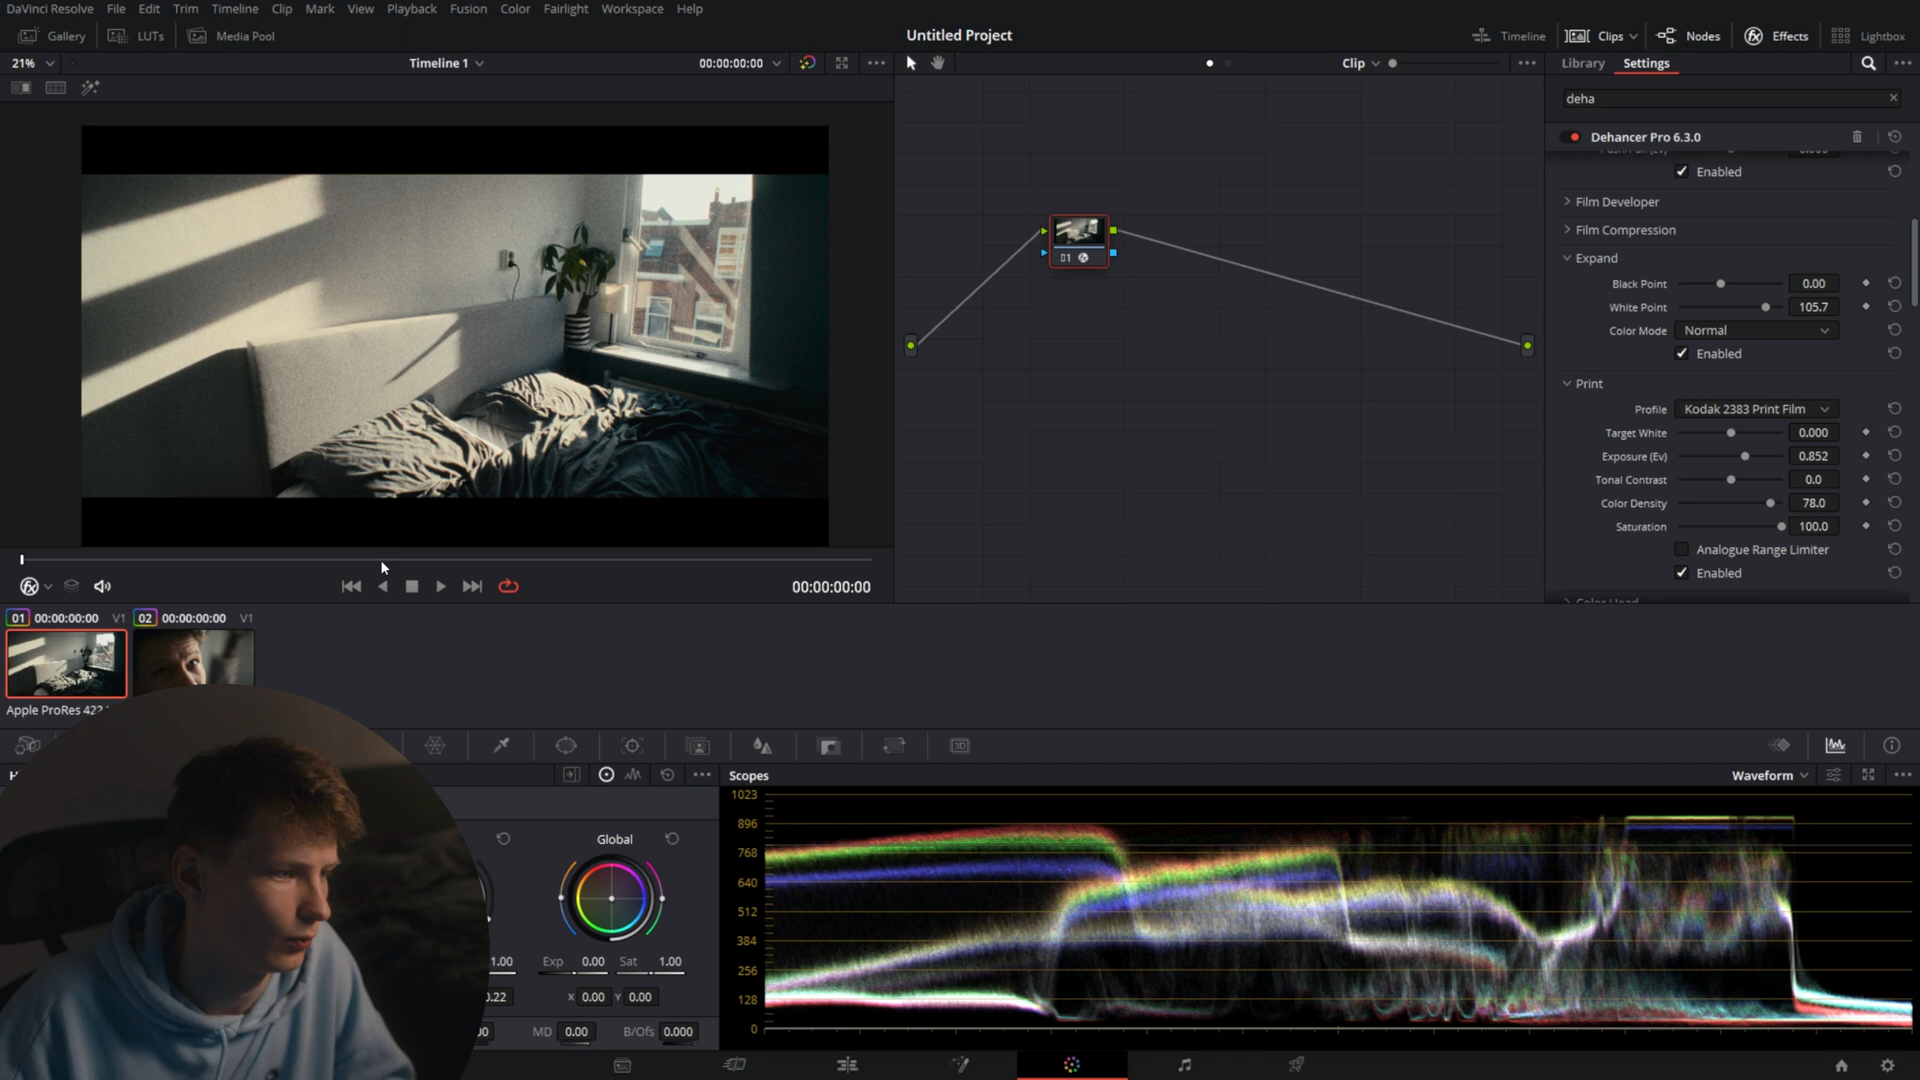 DaVinci Resolve File Edit Trim Timeline Clip Mark View Playback Fusion Color Fairlight Workspace Help
Gallery LUTs Media Pool Untitled Project Timeline Clips Nodes Effects Lightbox
21% Timeline 1 00:00:00:00 Clip Library Settings
deha
Dehancer Pro 6.3.0
Enabled
Film Developer
Film Compression
Expand
Black Point 0.00
White Point 105.7
Color Mode Normal
Enabled
Print
Profile Kodak 2383 Print Film
Target White 0.000
Exposure (Ev) 0.852
Tonal Contrast 0.0
Color Density 78.0
Saturation 100.0
Analogue Range Limiter
Enabled
01
00:00:00:00
01 00:00:00:00 V1 02 00:00:00:00 V1
Apple ProRes 422
3D
Scopes Waveform
Global
1.00 Exp 0.00 Sat 1.00
X 0.00 Y 0.00
MD 0.00 B/Ofs 0.000
1023
896
768
640
512
384
256
128
0